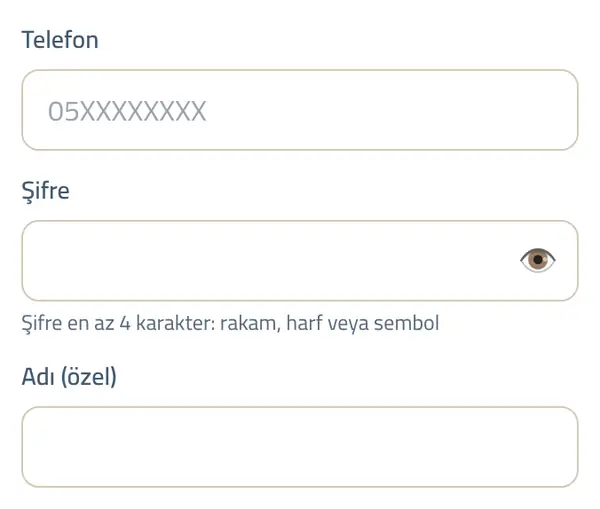 Telefon
05XXXXXXXX
Şifre
Şifre en az 4 karakter: rakam, harf veya sembol
Adı (özel)